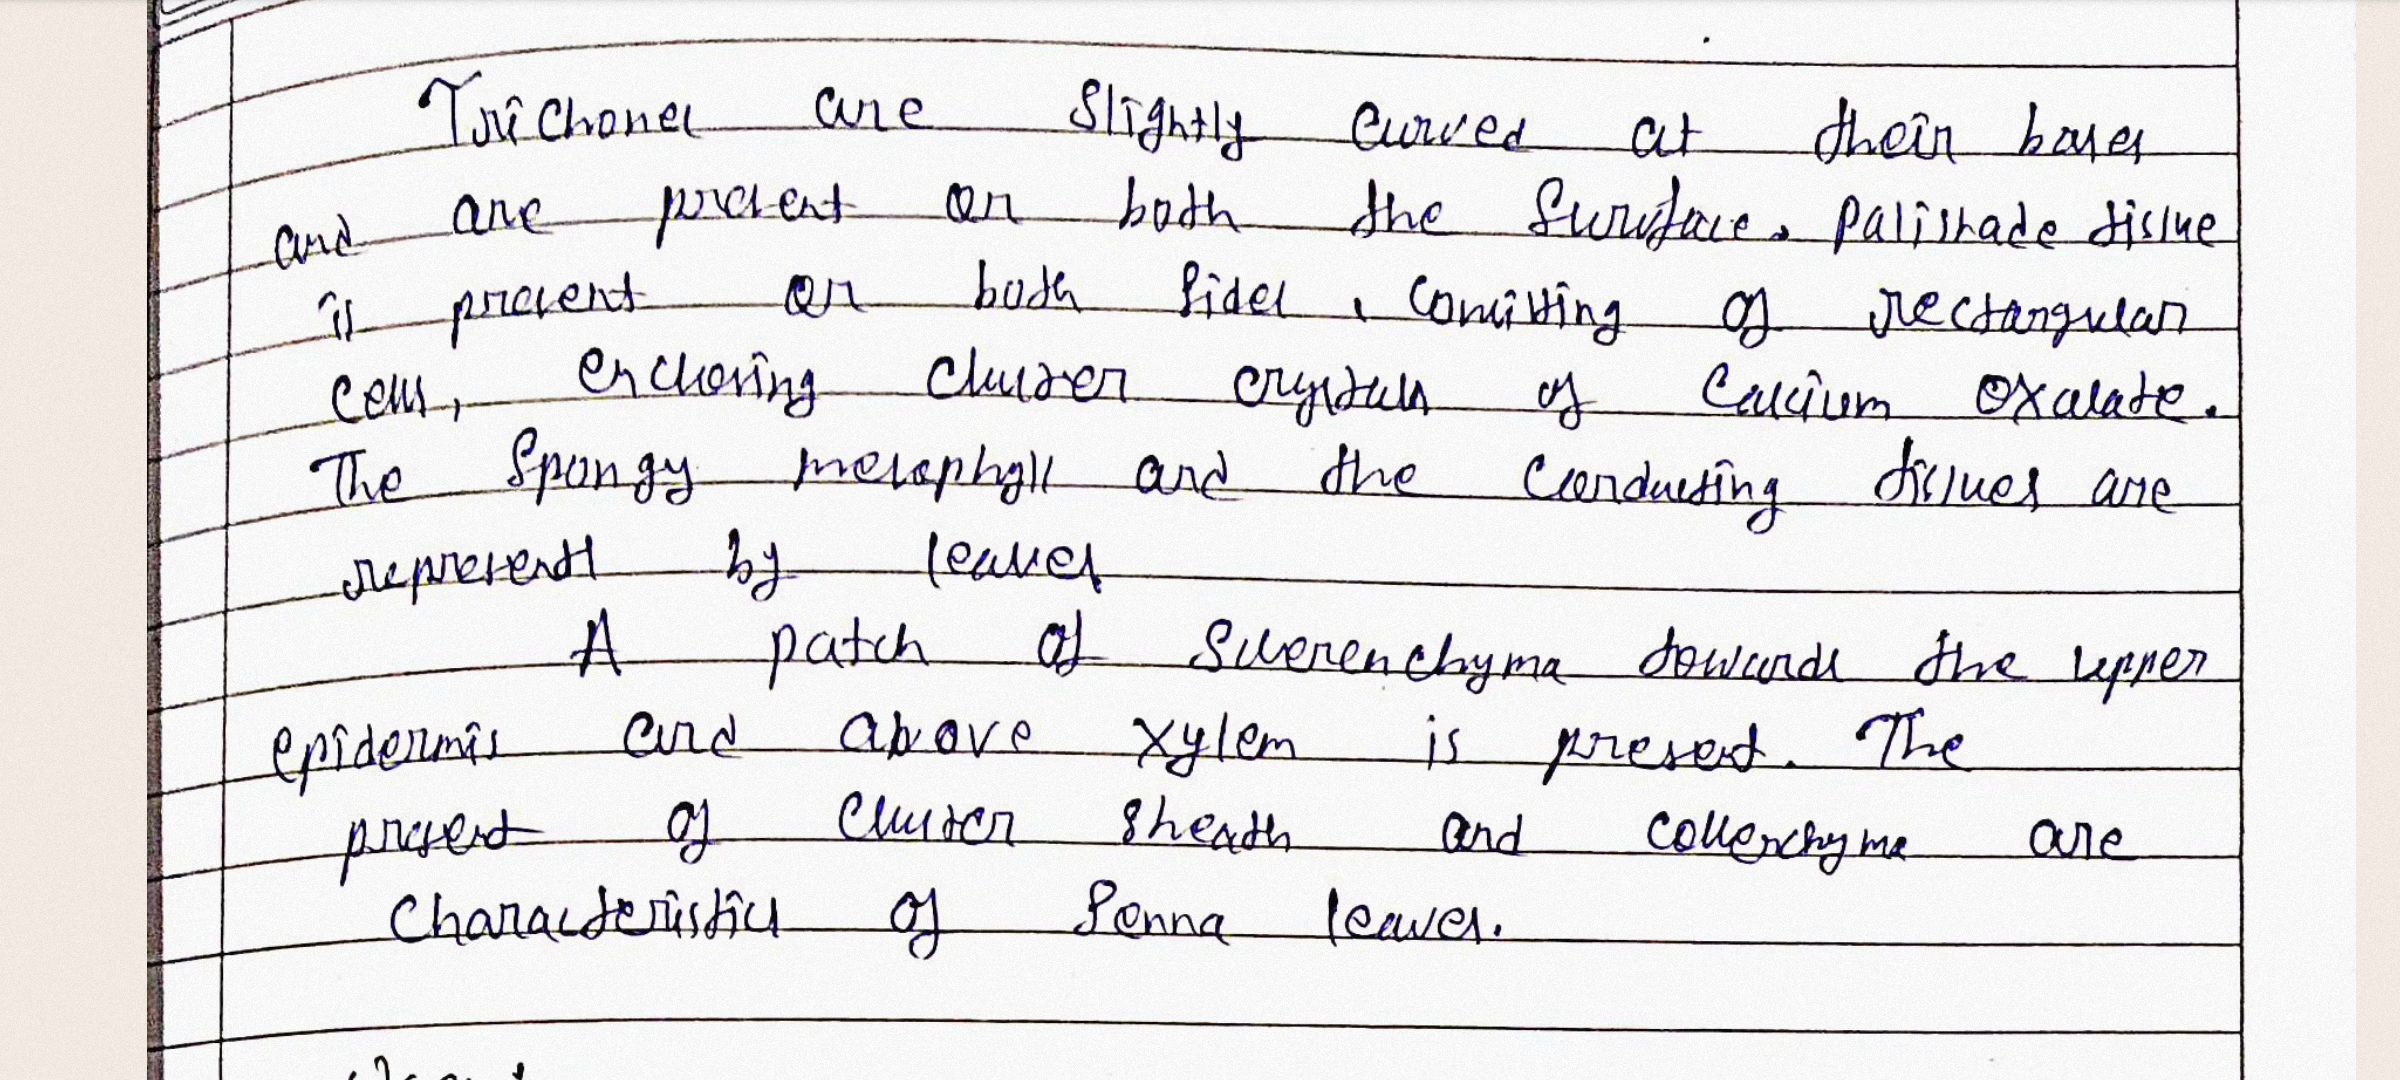 Trichones are slightly curved at their bases
and are present on both the surface. Palishade tissue
is present on both sides, consisting of rectangular
cells, enclosing cluster crystals of calcium oxalate.
The spongy mesophyll and the conducting tissues are
represent by leaves
A patch of sclerenchyma towards the upper
epidermis and above xylem is present. The
present of cluster sheath and collenchyma are
characteristics of Senna leaves.